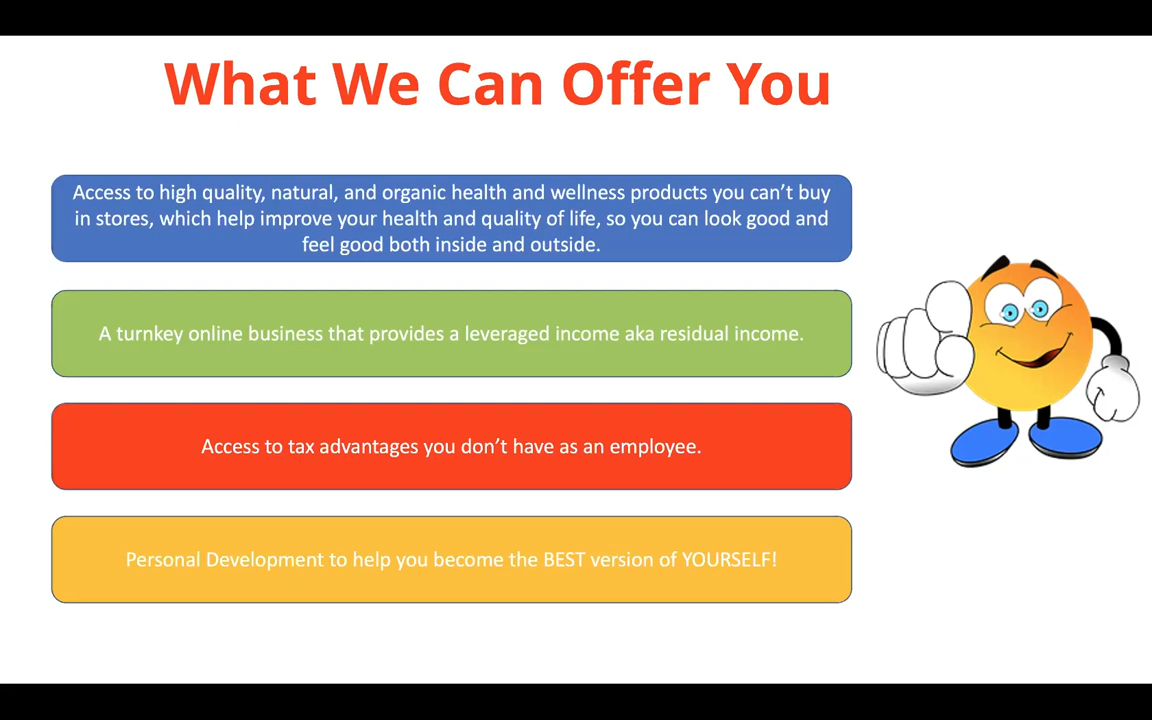 What We Can Offer You
Access to high quality, natural, and organic health and wellness products you can’t buy
in stores, which help improve your health and quality of life, so you can look good and
feel good both inside and outside.
A turnkey online business that provides a leveraged income aka residual income.
Access to tax advantages you don’t have as an employee.
Personal Development to help you become the BEST version of YOURSELF!